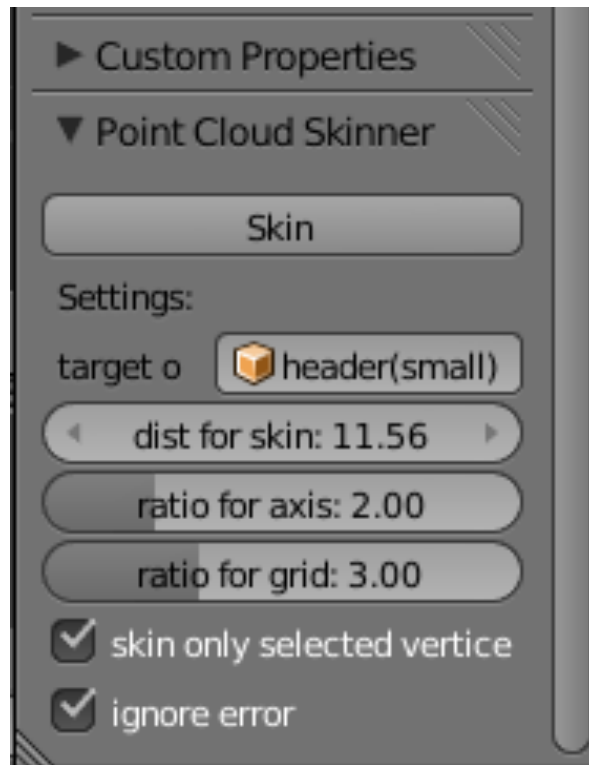 Custom Properties
Point Cloud Skinner
Skin
Settings:
target o header(small)
dist for skin: 11.56
ratio for axis: 2.00
ratio for grid: 3.00
skin only selected vertice
ignore error